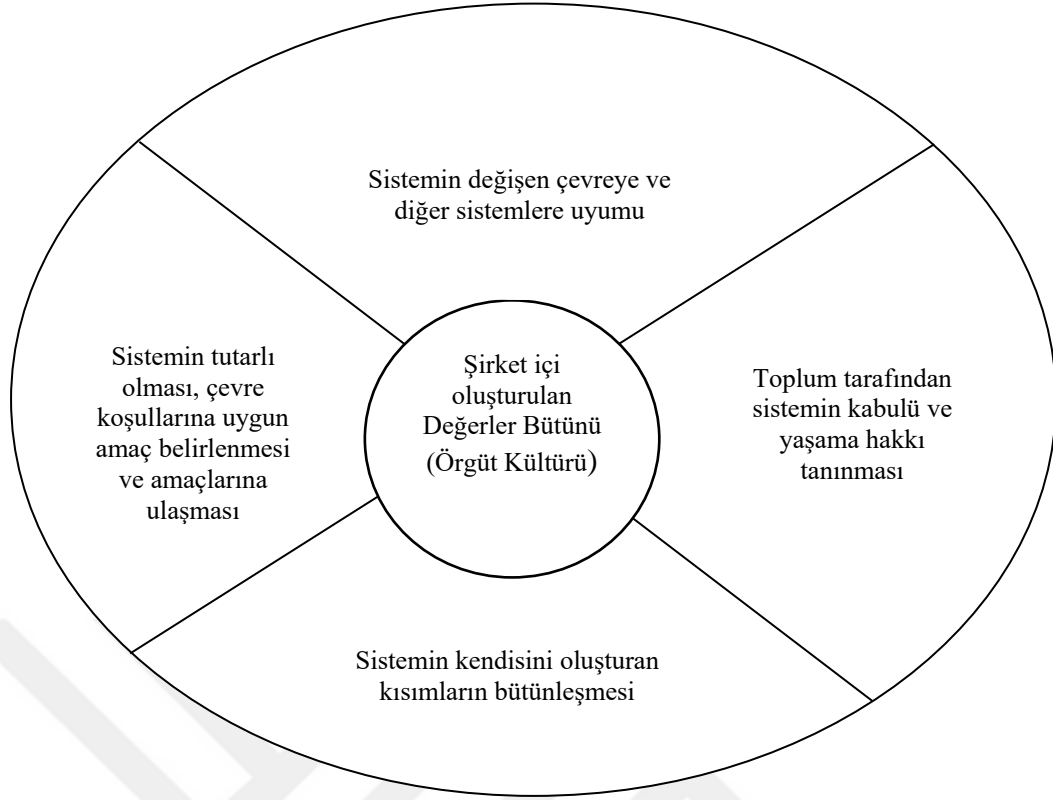 Sistemin değişen çevreye ve
diğer sistemlere uyumu
Sistemin tutarlı
olması, çevre
koşullarına uygun
amaç belirlenmesi
ve amaçlarına
ulaşması
Şirket içi
oluşturulan
Değerler Bütünü
(Örgüt Kültürü)
Toplum tarafından
sistemin kabulü ve
yaşama hakkı
tanınması
Sistemin kendisini oluşturan
kısımların bütünleşmesi